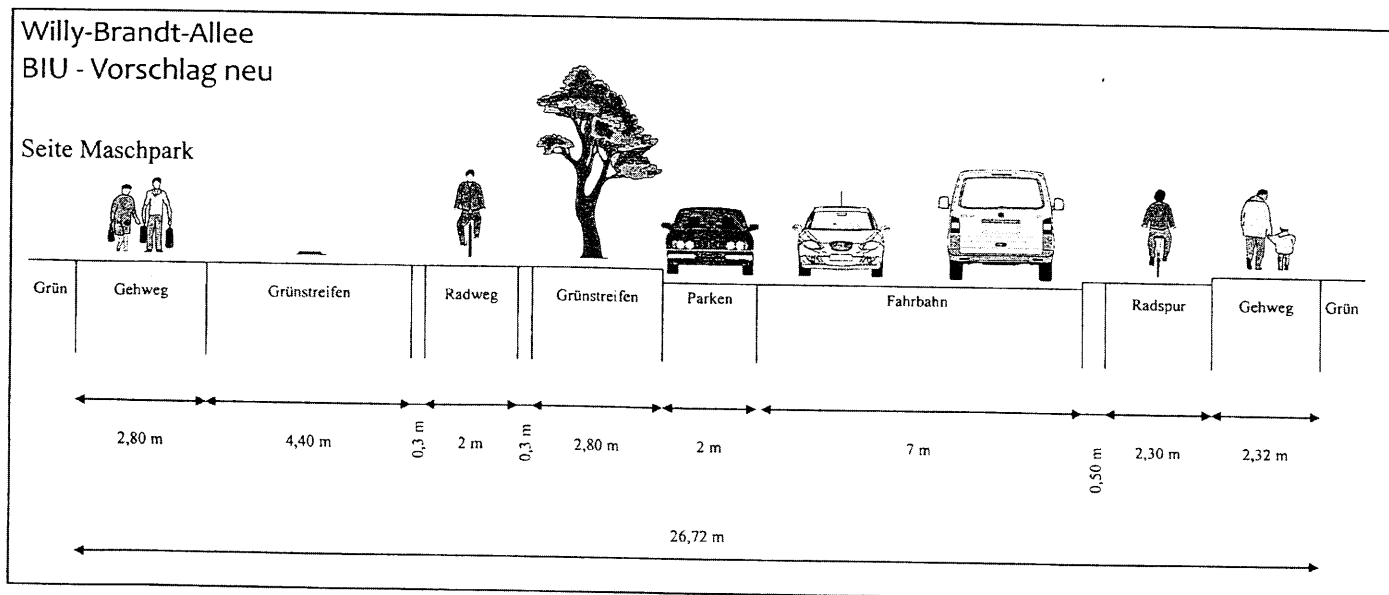 Willy-Brandt-Allee
BIU - Vorschlag neu
Seite Maschpark
Grün Gehweg Grünstreifen Radweg Grünstreifen Parken Fahrbahn Radspur Gehweg Grün
2,80 m 4,40 m 0,3 m 2 m 0,3 m 2,80 m 2 m 7 m 0,50 m 2,30 m 2,32 m
26,72 m